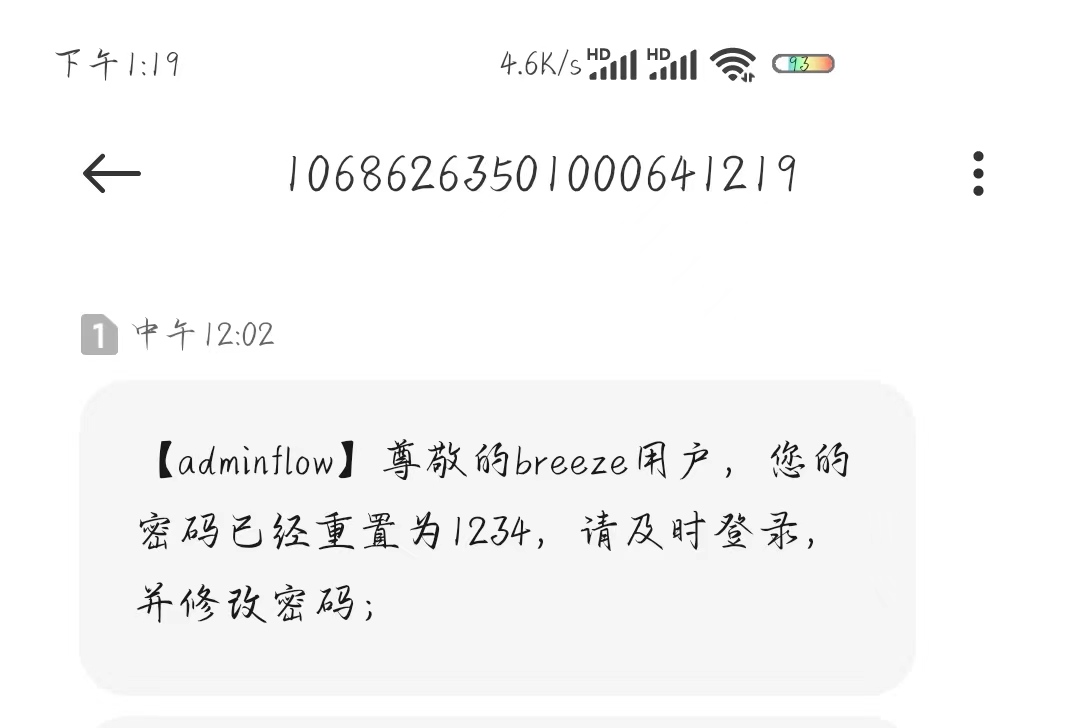 下午1:19 4.6K/s HD HD 93
10686263501000641219
1 中午12:02
【adminflow】尊敬的breeze用户，您的
密码已经重置为1234，请及时登录，
并修改密码；